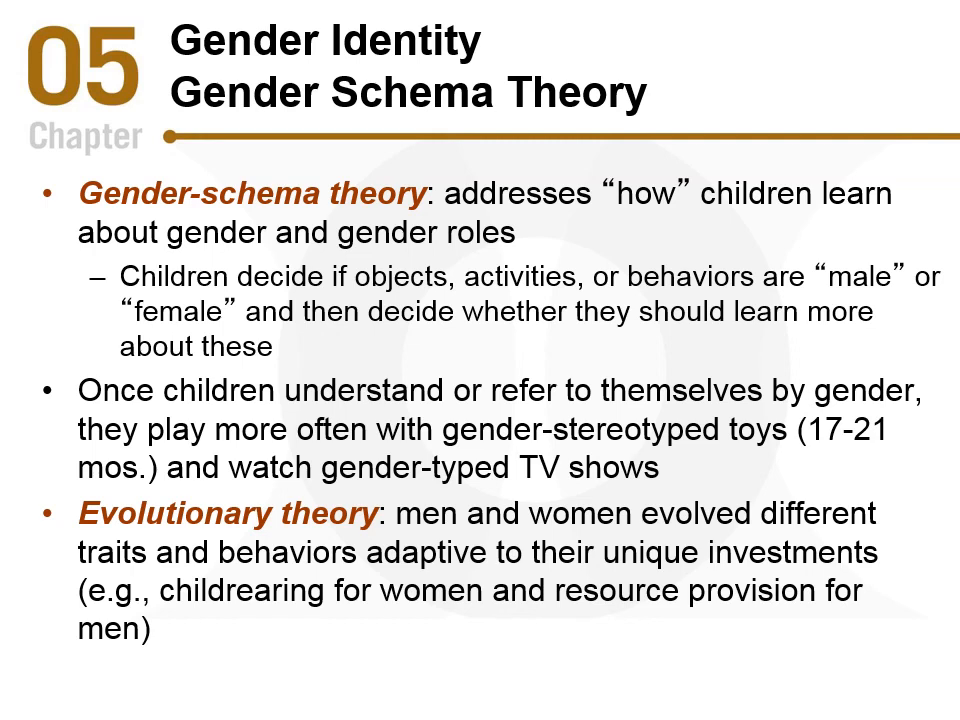 05
Chapter
Gender Identity
Gender Schema Theory
• Gender-schema theory: addresses “how” children learn
about gender and gender roles
– Children decide if objects, activities, or behaviors are “male” or
“female” and then decide whether they should learn more
about these
• Once children understand or refer to themselves by gender,
they play more often with gender-stereotyped toys (17-21
mos.) and watch gender-typed TV shows
• Evolutionary theory: men and women evolved different
traits and behaviors adaptive to their unique investments
(e.g., childrearing for women and resource provision for
men)